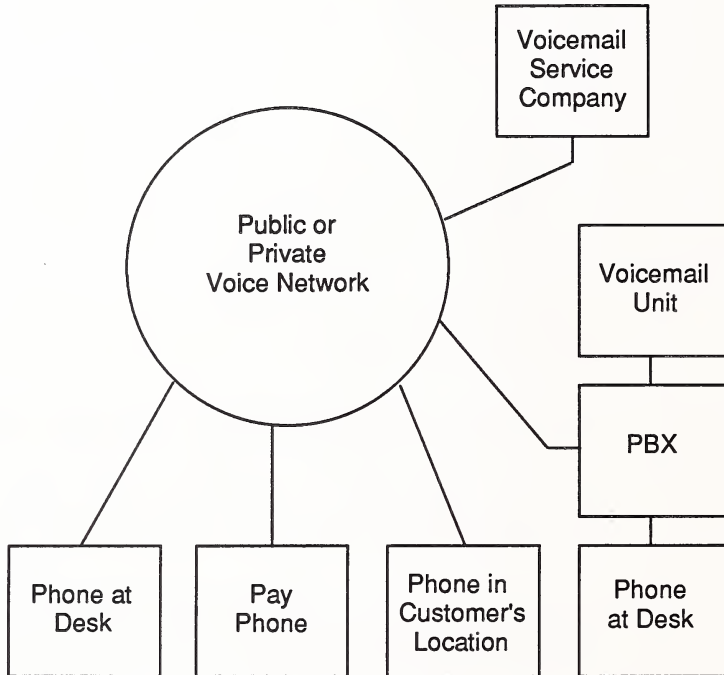 Voicemail
Service
Company
Public or
Private
Voice Network
Voicemail
Unit
PBX
Phone at
Desk
Pay
Phone
Phone in
Customer's
Location
Phone
at Desk